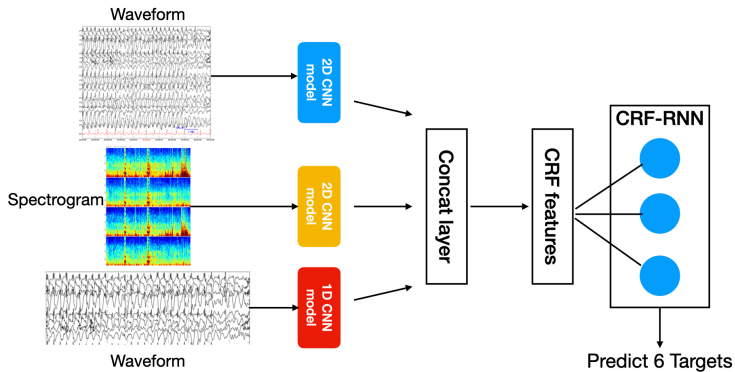 Waveform
2D CNN
model
CRF-RNN
Spectrogram
2D CNN
model
Concat layer
CRF features
1D CNN
model
Waveform
Predict 6 Targets